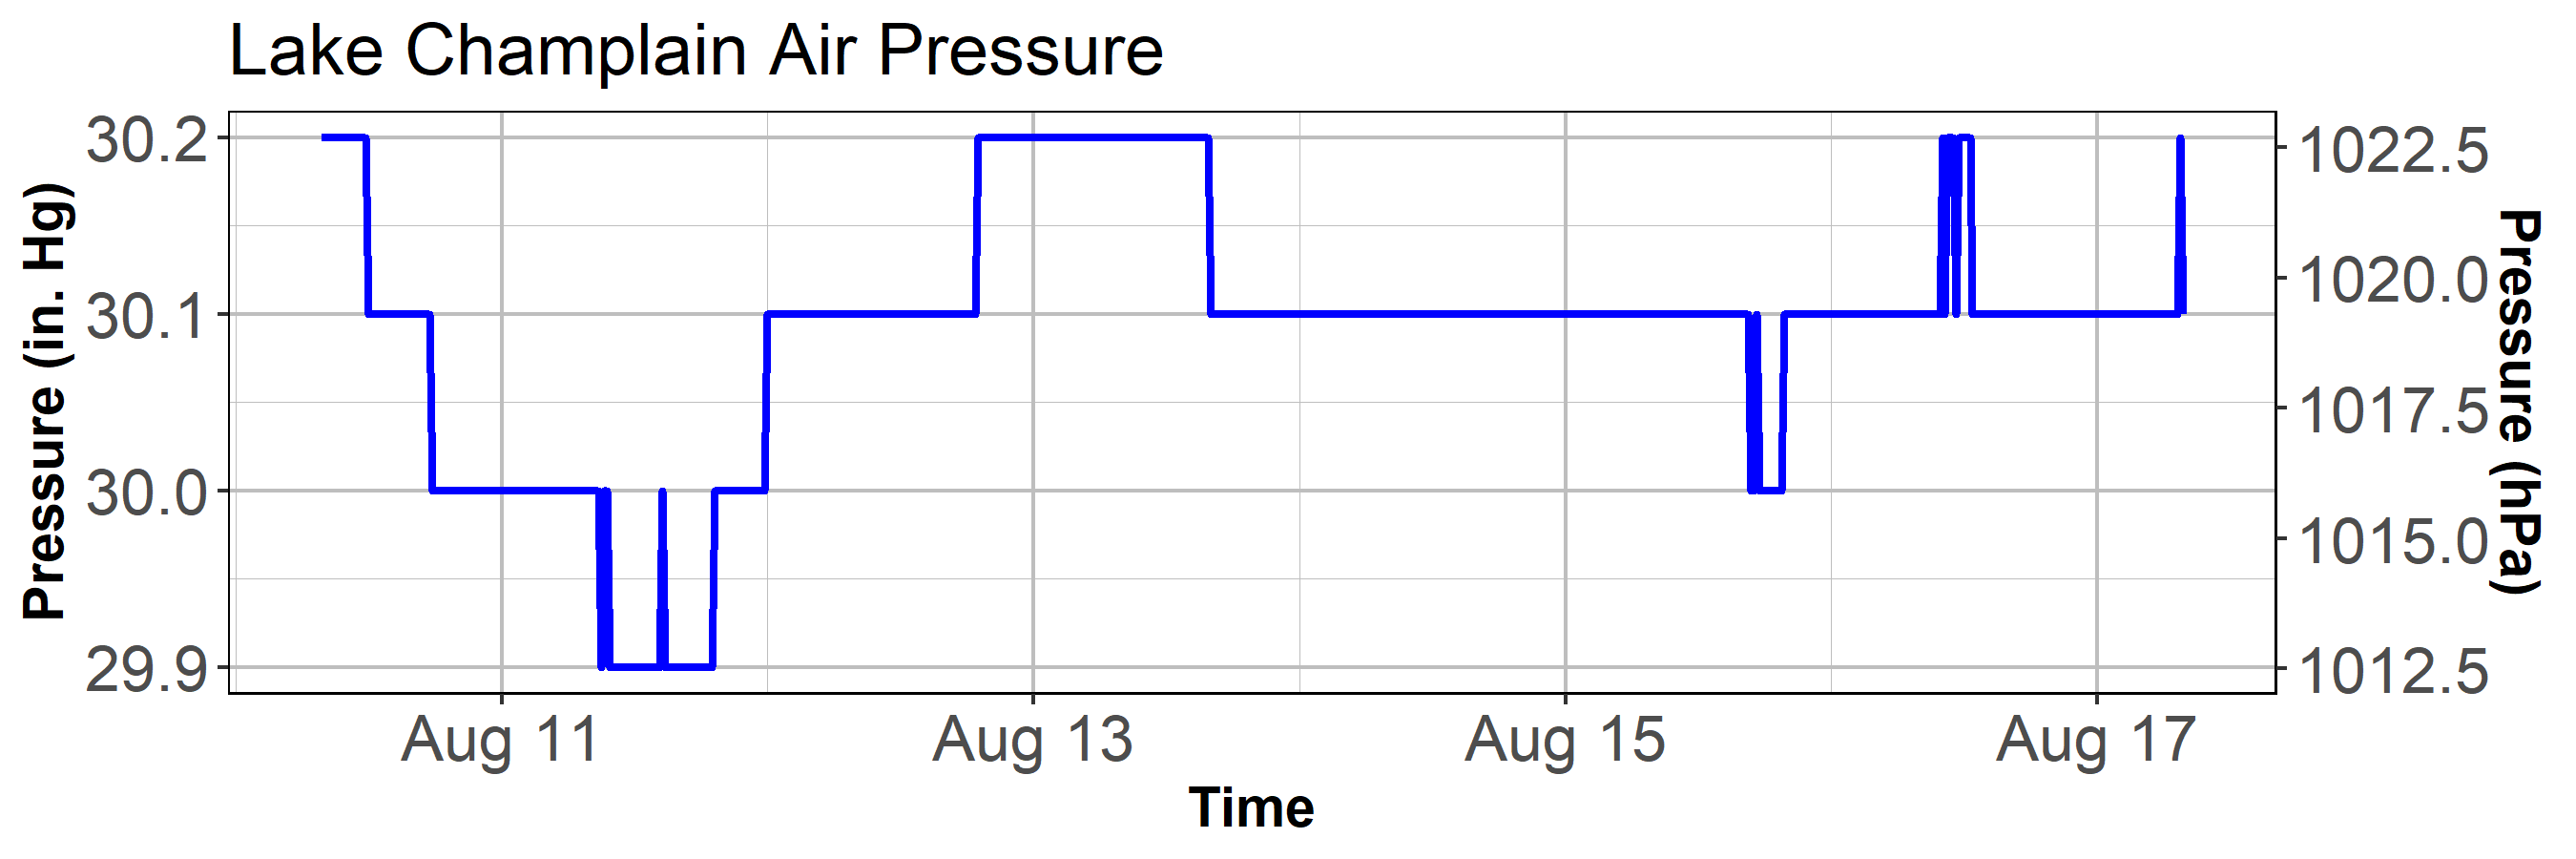 Lake Champlain Air Pressure
Pressure (in. Hg)
30.2
30.1
30.0
29.9
1022.5
1020.0
1017.5
1015.0
1012.5
Pressure (hPa)
Aug 11
Aug 13
Aug 15
Aug 17
Time